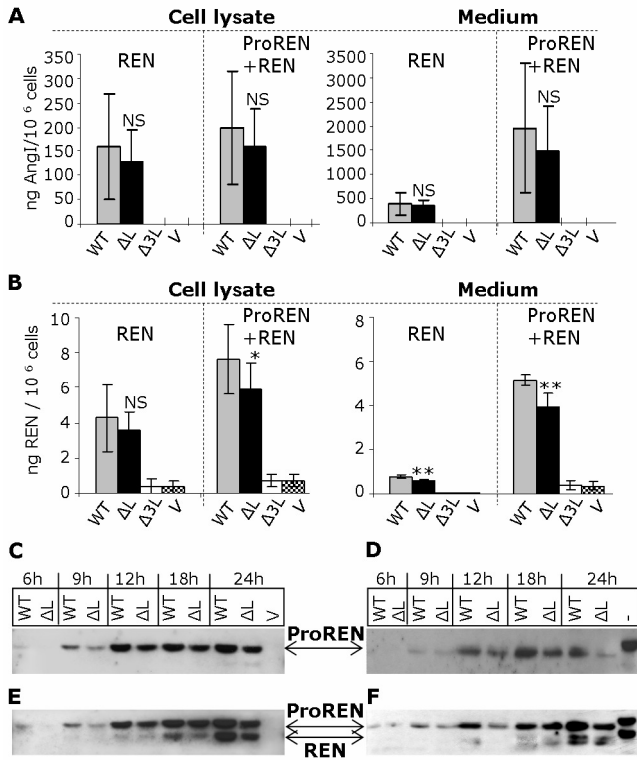 A
Cell lysate Medium
REN ProREN +REN REN ProREN +REN
ng AngI/10 6 cells
350 300 250 200 150 100 50 0
NS
3500 3000 2500 2000 1500 1000 500 0
NS
WT ΔL Δ3L V WT ΔL Δ3L V WT ΔL Δ3L V WT ΔL Δ3L V
B
Cell lysate Medium
REN ProREN +REN REN ProREN +REN
ng REN / 10 6 cells
10 8 6 4 2 0
NS *
8 6 4 2 0
** **
WT ΔL Δ3L V WT ΔL Δ3L V WT ΔL Δ3L V WT ΔL Δ3L V
C D
6h 9h 12h 18h 24h 6h 9h 12h 18h 24h
WT ΔL WT ΔL WT ΔL WT ΔL WT ΔL V WT ΔL WT ΔL WT ΔL WT ΔL WT ΔL -
ProREN
E F
ProREN
REN